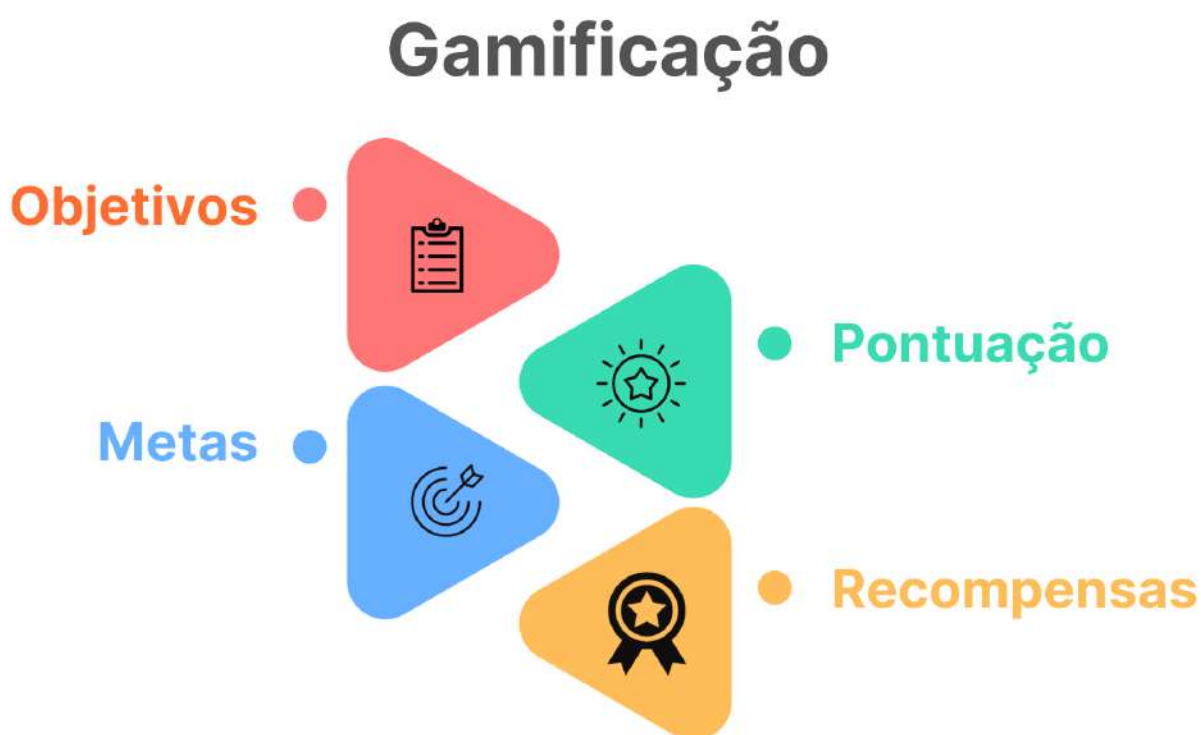 Gamificação
Objetivos
Pontuação
Metas
Recompensas